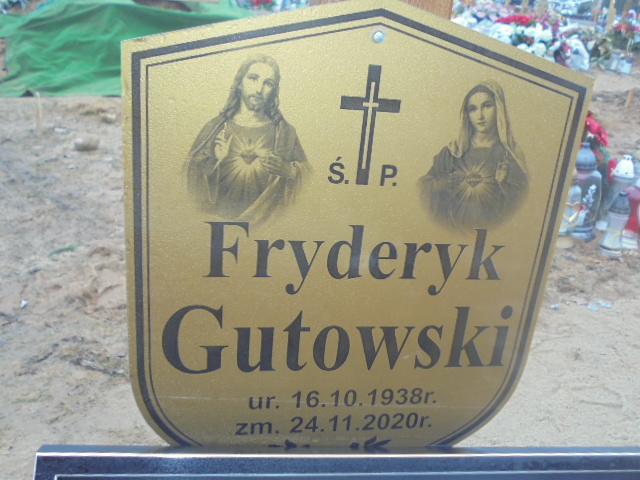 Ś. P.
Fryderyk
Gutowski
ur. 16.10.1938r.
zm. 24.11.2020r.